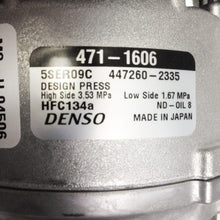 471-1606
5SER09C 447260-2335
DESIGN PRESS
High Side 3.53 MPa Low Side 1.67 MPa
HFC134a ND-OIL 8
DENSO MADE IN JAPAN